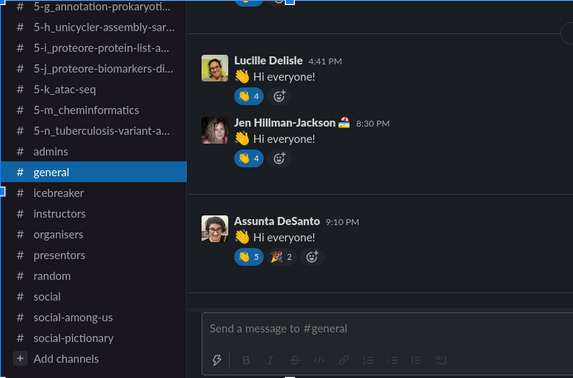 # 5-g_annotation-prokaryoti...
# 5-h_unicycler-assembly-sar...
# 5-i_proteore-protein-list-a...
# 5-j_proteore-biomarkers-di...
# 5-k_atac-seq
# 5-m_cheminformatics
# 5-n_tuberculosis-variant-a...
# admins
# general
# icebreaker
# instructors
# organisers
# presentors
# random
# social
# social-among-us
# social-pictionary
+ Add channels
Lucille Delisle 4:41 PM
👋 Hi everyone!
👋 4
Jen Hillman-Jackson ⛱️ 8:30 PM
👋 Hi everyone!
👋 4
Assunta DeSanto 9:10 PM
👋 Hi everyone!
👋 5 🎉 2
Send a message to #general
B I S </>